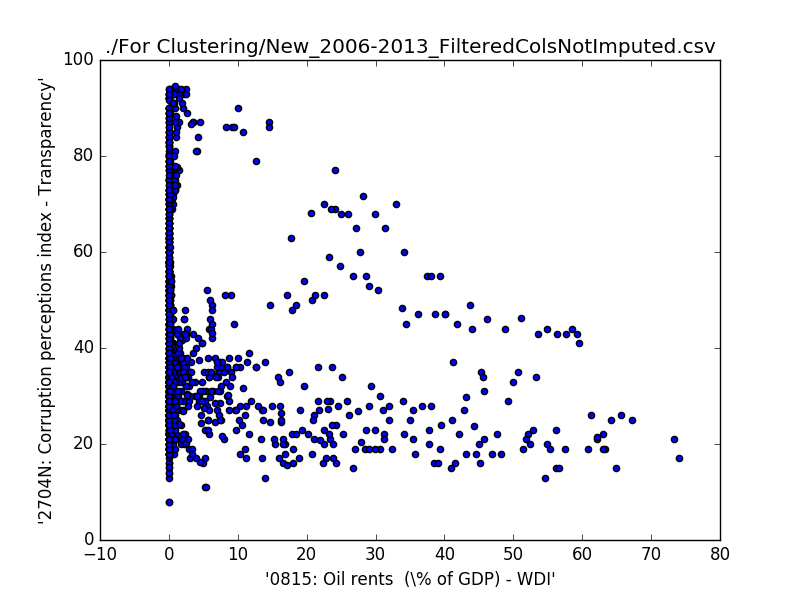 ./For Clustering/New_2006-2013_FilteredColsNotImputed.csv
100
80
60
40
20
0
'2704N: Corruption perceptions index - Transparency'
−10 0 10 20 30 40 50 60 70 80
'0815: Oil rents  (\% of GDP) - WDI'